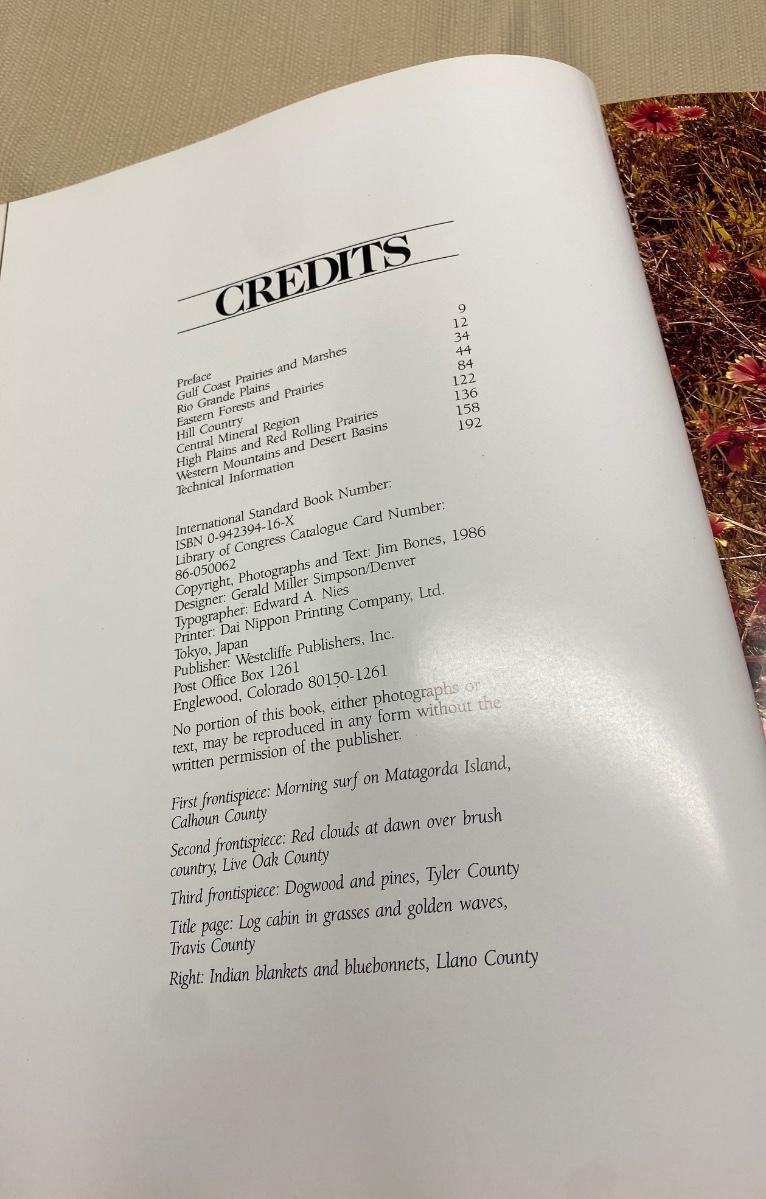 CREDITS
Preface 9
Gulf Coast Prairies and Marshes 12
Rio Grande Plains 34
Eastern Forests and Prairies 44
Hill Country 84
Central Mineral Region 122
High Plains and Red Rolling Prairies 136
Western Mountains and Desert Basins 158
Technical Information 192
International Standard Book Number:
ISBN 0-942394-16-X
Library of Congress Catalogue Card Number:
86-050062
Copyright, Photographs and Text: Jim Bones, 1986
Designer: Gerald Miller Simpson/Denver
Typographer: Edward A. Nies
Printer: Dai Nippon Printing Company, Ltd.
Tokyo, Japan
Publisher: Westcliffe Publishers, Inc.
Post Office Box 1261
Englewood, Colorado 80150-1261
No portion of this book, either photographs or
text, may be reproduced in any form without the
written permission of the publisher.
First frontispiece: Morning surf on Matagorda Island,
Calhoun County
Second frontispiece: Red clouds at dawn over brush
country, Live Oak County
Third frontispiece: Dogwood and pines, Tyler County
Title page: Log cabin in grasses and golden waves,
Travis County
Right: Indian blankets and bluebonnets, Llano County